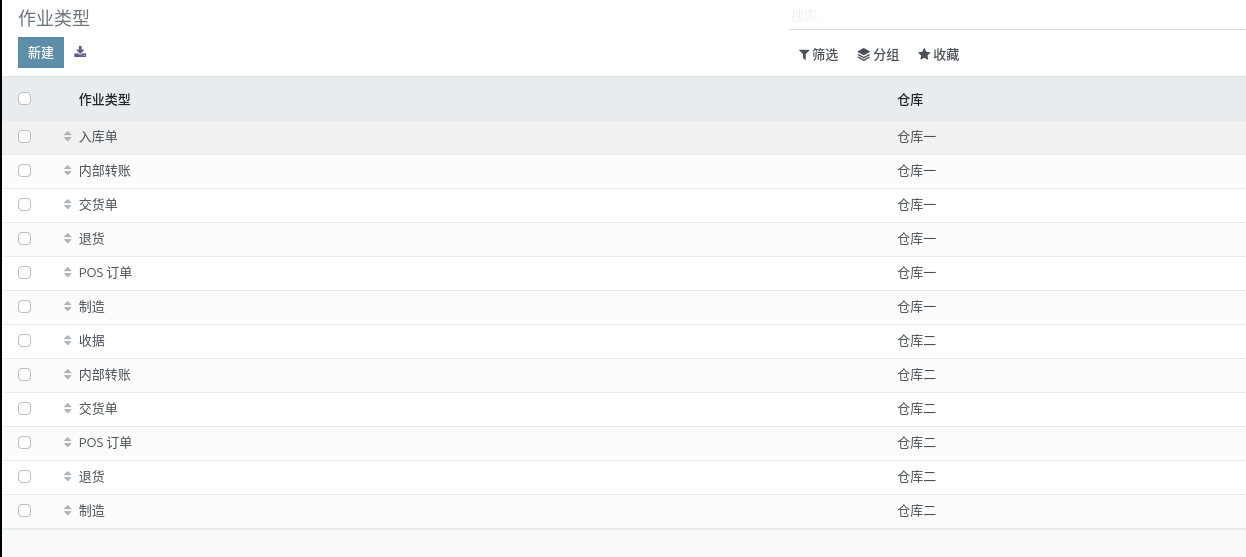 作业类型
搜索...
新建
筛选 分组 收藏
作业类型 仓库
入库单 仓库一
内部转账 仓库一
交货单 仓库一
退货 仓库一
POS 订单 仓库一
制造 仓库一
收据 仓库二
内部转账 仓库二
交货单 仓库二
POS 订单 仓库二
退货 仓库二
制造 仓库二